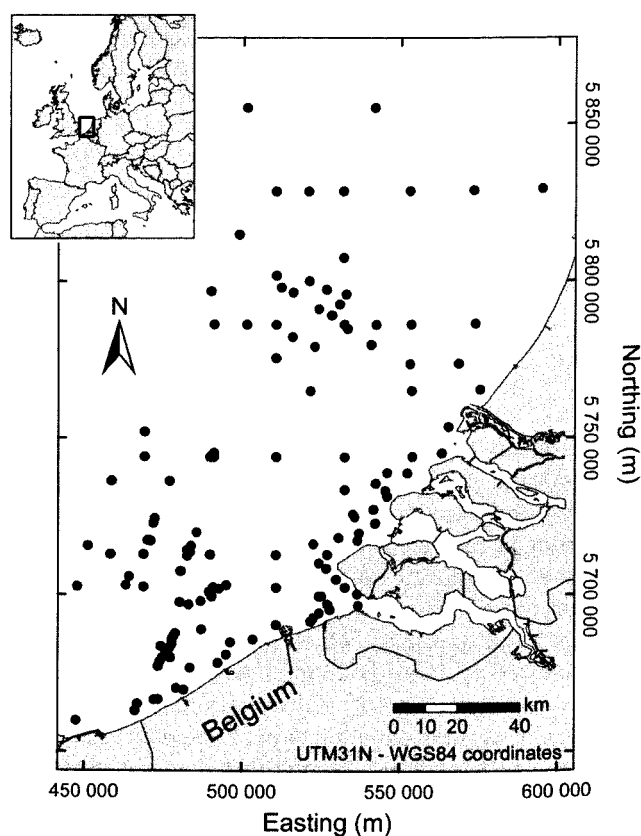 N
5 850 000
5 800 000
5 750 000
5 700 000
Northing (m)
Belgium
km
0 10 20 40
UTM31N - WGS84 coordinates
450 000 500 000 550 000 600 000
Easting (m)